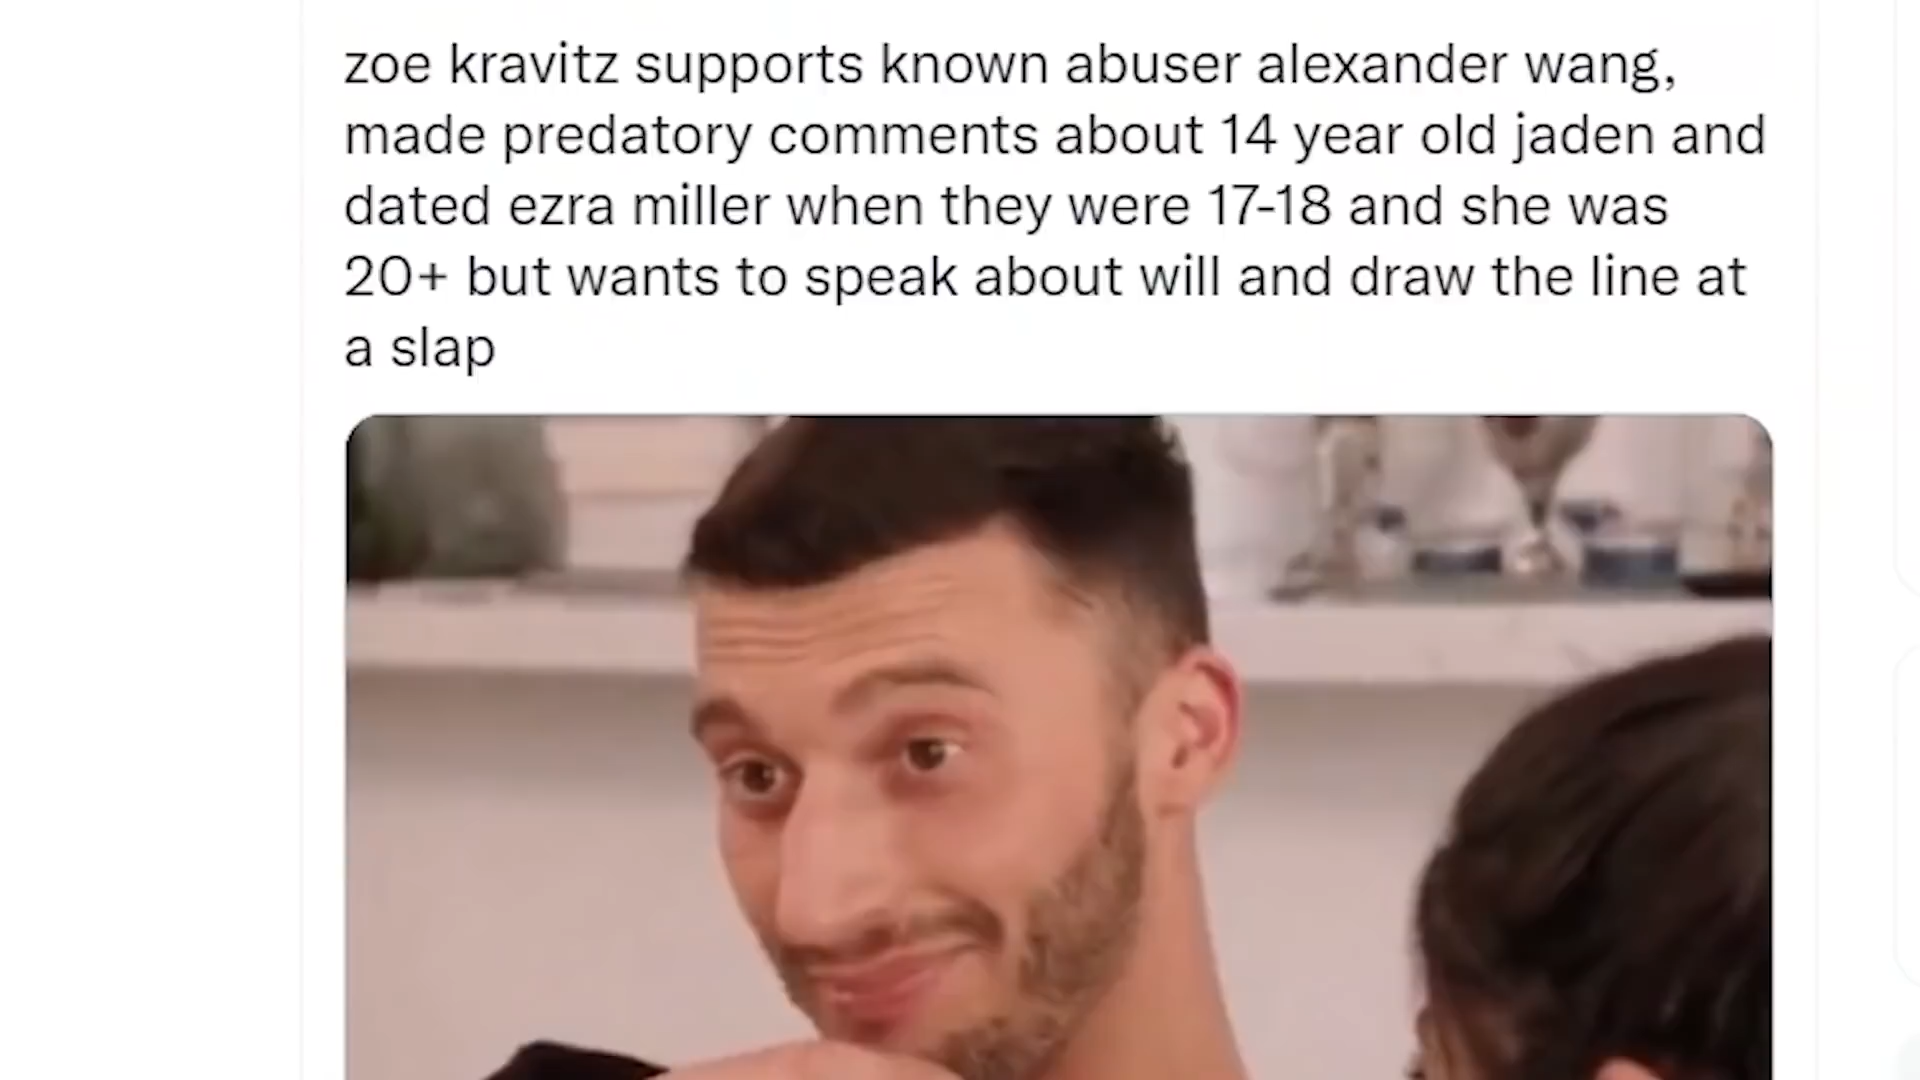 zoe kravitz supports known abuser alexander wang,
made predatory comments about 14 year old jaden and
dated ezra miller when they were 17-18 and she was
20+ but wants to speak about will and draw the line at
a slap